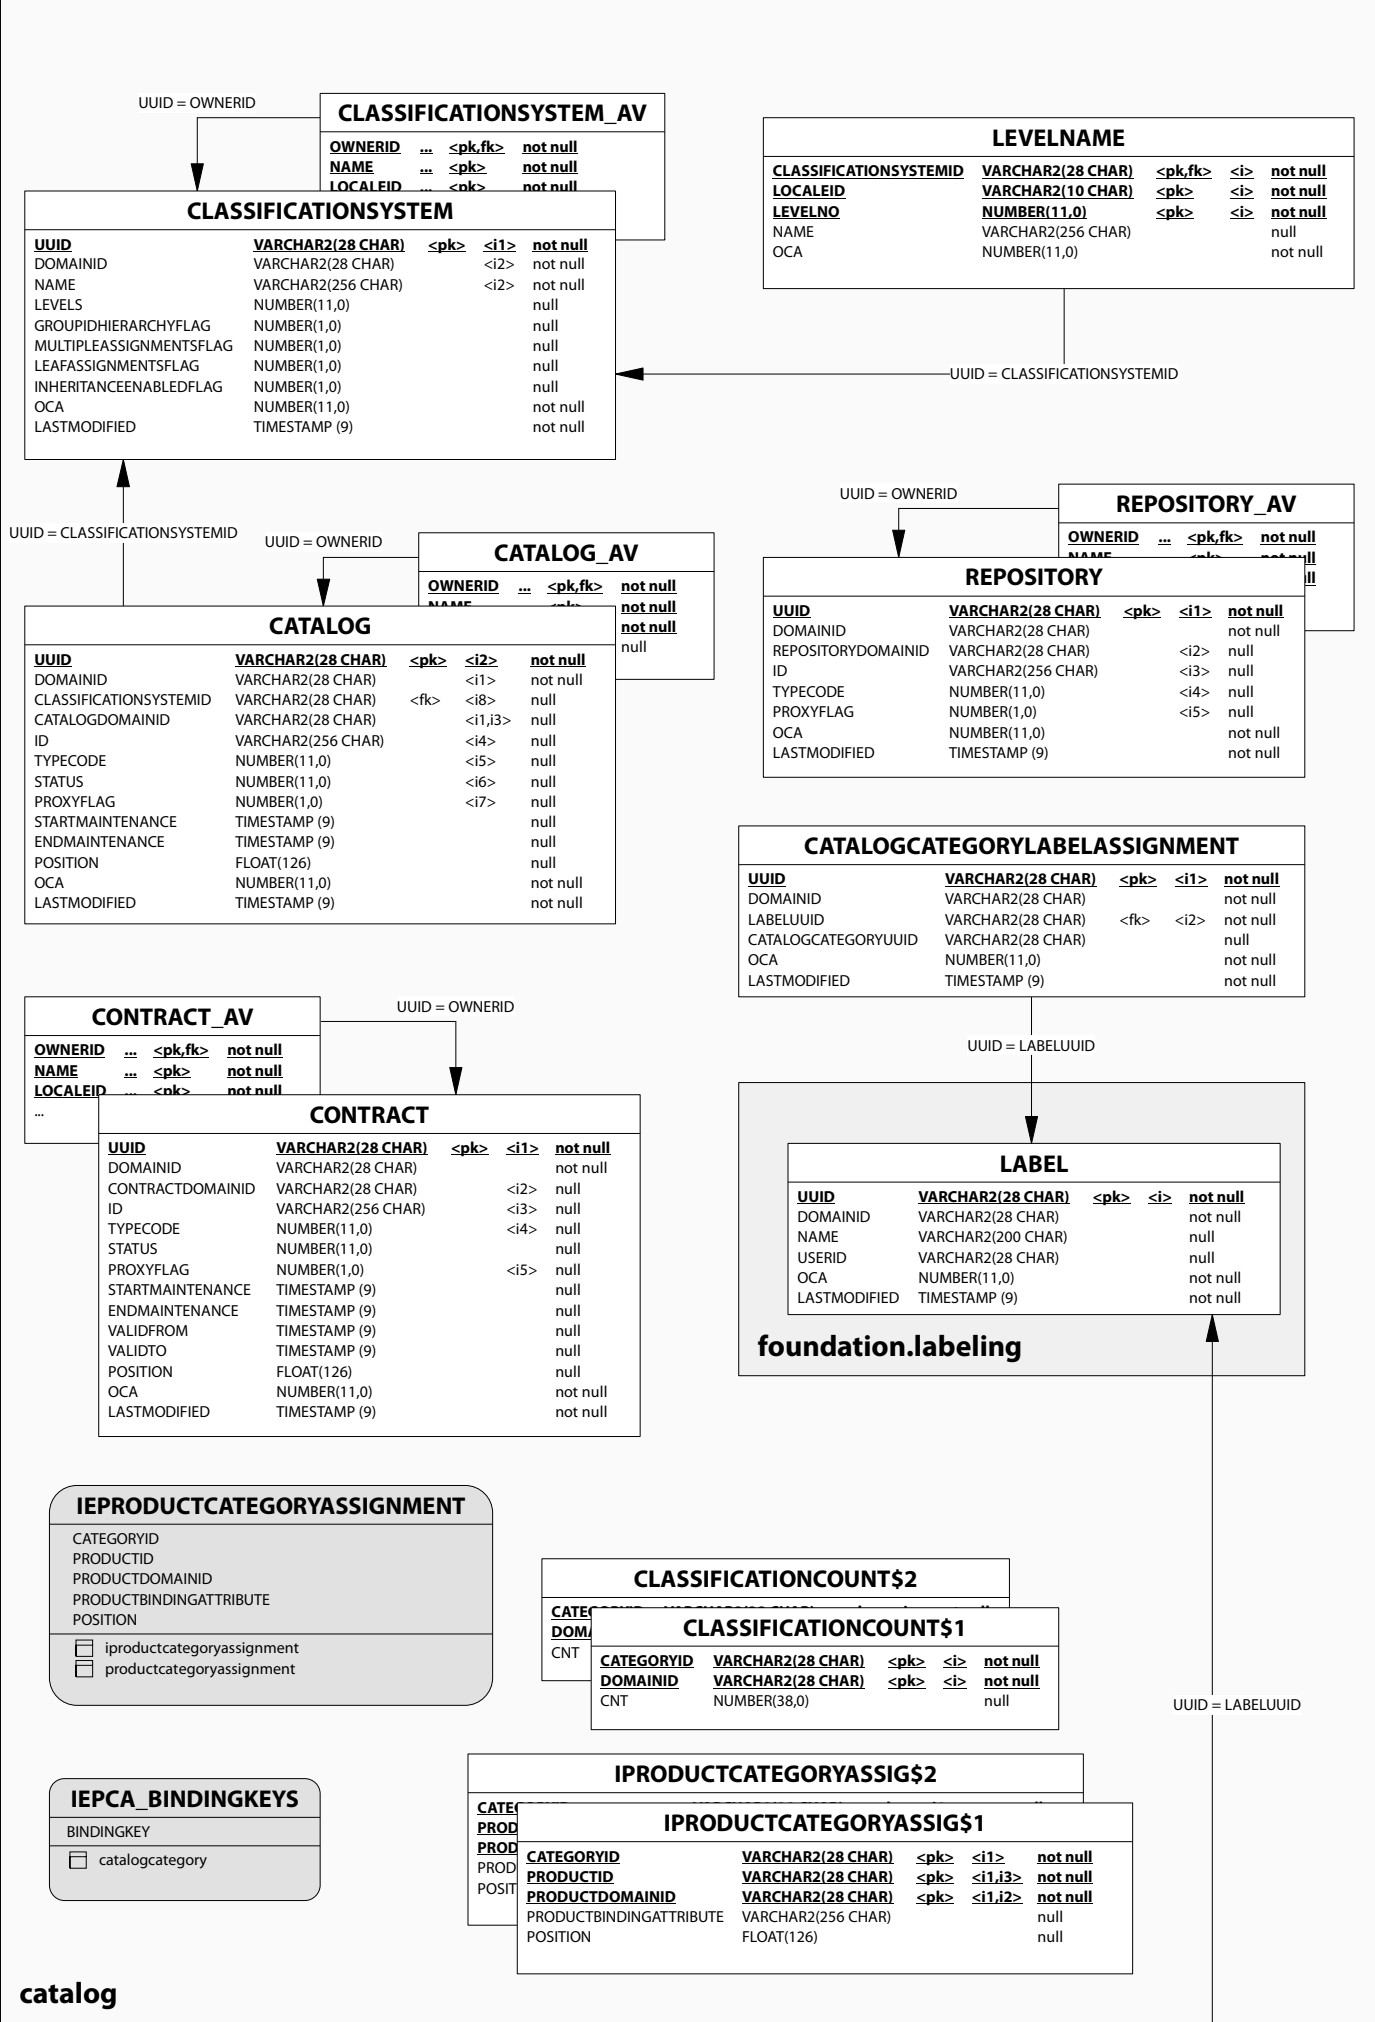 UUID = OWNERID
CLASSIFICATIONSYSTEM_AV
OWNERID ... <pk,fk> not null
NAME ... <pk> not null
LOCALEID ... <pk> not null
CLASSIFICATIONSYSTEM
UUID VARCHAR2(28 CHAR) <pk> <i1> not null
DOMAINID VARCHAR2(28 CHAR) <i2> not null
NAME VARCHAR2(256 CHAR) <i2> not null
LEVELS NUMBER(11,0) null
GROUPIDHIERARCHYFLAG NUMBER(1,0) null
MULTIPLEASSIGNMENTSFLAG NUMBER(1,0) null
LEAFASSIGNMENTSFLAG NUMBER(1,0) null
INHERITANCEENABLEDFLAG NUMBER(1,0) null
OCA NUMBER(11,0) not null
LASTMODIFIED TIMESTAMP (9) not null
LEVELNAME
CLASSIFICATIONSYSTEMID VARCHAR2(28 CHAR) <pk,fk> <i> not null
LOCALEID VARCHAR2(10 CHAR) <pk> <i> not null
LEVELNO NUMBER(11,0) <pk> <i> not null
NAME VARCHAR2(256 CHAR) null
OCA NUMBER(11,0) not null
UUID = CLASSIFICATIONSYSTEMID
UUID = CLASSIFICATIONSYSTEMID
UUID = OWNERID
CATALOG_AV
OWNERID ... <pk,fk> not null
NAME <pk> not null
not null
null
CATALOG
UUID VARCHAR2(28 CHAR) <pk> <i2> not null
DOMAINID VARCHAR2(28 CHAR) <i1> not null
CLASSIFICATIONSYSTEMID VARCHAR2(28 CHAR) <fk> <i8> null
CATALOGDOMAINID VARCHAR2(28 CHAR) <i1,i3> null
ID VARCHAR2(256 CHAR) <i4> null
TYPECODE NUMBER(11,0) <i5> null
STATUS NUMBER(11,0) <i6> null
PROXYFLAG NUMBER(1,0) <i7> null
STARTMAINTENANCE TIMESTAMP (9) null
ENDMAINTENANCE TIMESTAMP (9) null
POSITION FLOAT(126) null
OCA NUMBER(11,0) not null
LASTMODIFIED TIMESTAMP (9) not null
UUID = OWNERID
REPOSITORY_AV
OWNERID ... <pk,fk> not null
NAME <pk> not null
REPOSITORY
UUID VARCHAR2(28 CHAR) <pk> <i1> not null
DOMAINID VARCHAR2(28 CHAR) not null
REPOSITORYDOMAINID VARCHAR2(28 CHAR) <i2> null
ID VARCHAR2(256 CHAR) <i3> null
TYPECODE NUMBER(11,0) <i4> null
PROXYFLAG NUMBER(1,0) <i5> null
OCA NUMBER(11,0) not null
LASTMODIFIED TIMESTAMP (9) not null
CATALOGCATEGORYLABELASSIGNMENT
UUID VARCHAR2(28 CHAR) <pk> <i1> not null
DOMAINID VARCHAR2(28 CHAR) not null
LABELUUID VARCHAR2(28 CHAR) <fk> <i2> not null
CATALOGCATEGORYUUID VARCHAR2(28 CHAR) null
OCA NUMBER(11,0) not null
LASTMODIFIED TIMESTAMP (9) not null
UUID = LABELUUID
CONTRACT_AV
OWNERID ... <pk,fk> not null
NAME ... <pk> not null
LOCALEID ... <pk> not null
...
UUID = OWNERID
CONTRACT
UUID VARCHAR2(28 CHAR) <pk> <i1> not null
DOMAINID VARCHAR2(28 CHAR) not null
CONTRACTDOMAINID VARCHAR2(28 CHAR) <i2> null
ID VARCHAR2(256 CHAR) <i3> null
TYPECODE NUMBER(11,0) <i4> null
STATUS NUMBER(11,0) null
PROXYFLAG NUMBER(1,0) <i5> null
STARTMAINTENANCE TIMESTAMP (9) null
ENDMAINTENANCE TIMESTAMP (9) null
VALIDFROM TIMESTAMP (9) null
VALIDTO TIMESTAMP (9) null
POSITION FLOAT(126) null
OCA NUMBER(11,0) not null
LASTMODIFIED TIMESTAMP (9) not null
LABEL
UUID VARCHAR2(28 CHAR) <pk> <i> not null
DOMAINID VARCHAR2(28 CHAR) not null
NAME VARCHAR2(200 CHAR) null
USERID VARCHAR2(28 CHAR) null
OCA NUMBER(11,0) not null
LASTMODIFIED TIMESTAMP (9) not null
foundation.labeling
IEPRODUCTCATEGORYASSIGNMENT
CATEGORYID
PRODUCTID
PRODUCTDOMAINID
PRODUCTBINDINGATTRIBUTE
POSITION
iproductcategoryassignment
productcategoryassignment
CLASSIFICATIONCOUNT$2
CNT
CLASSIFICATIONCOUNT$1
CATEGORYID VARCHAR2(28 CHAR) <pk> <i> not null
DOMAINID VARCHAR2(28 CHAR) <pk> <i> not null
CNT NUMBER(38,0) null
UUID = LABELUUID
IEPCA_BINDINGKEYS
BINDINGKEY
catalogcategory
IPRODUCTCATEGORYASSIG$2
IPRODUCTCATEGORYASSIG$1
CATEGORYID VARCHAR2(28 CHAR) <pk> <i1> not null
PRODUCTID VARCHAR2(28 CHAR) <pk> <i1,i3> not null
PRODUCTDOMAINID VARCHAR2(28 CHAR) <pk> <i1,i2> not null
PRODUCTBINDINGATTRIBUTE VARCHAR2(256 CHAR) null
POSITION FLOAT(126) null
catalog